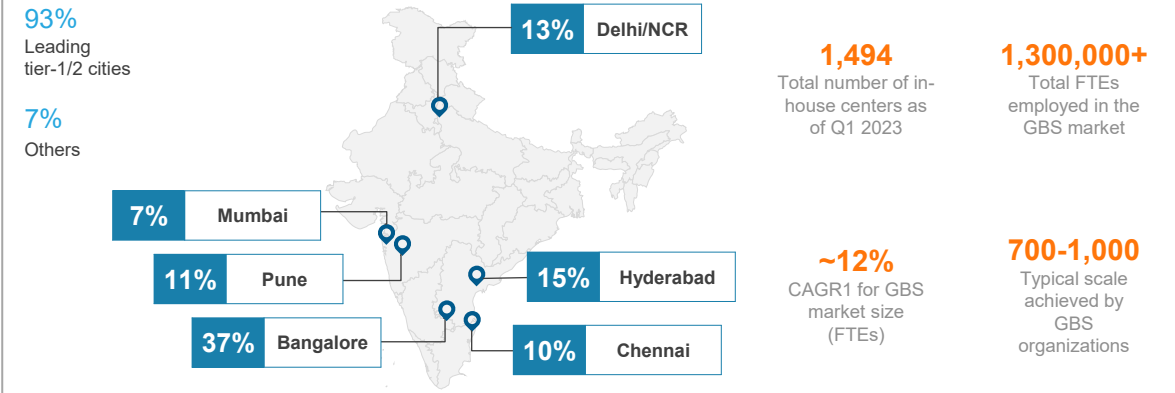 93%
Leading
tier-1/2 cities
7%
Others
13% Delhi/NCR
7% Mumbai
11% Pune
37% Bangalore
15% Hyderabad
10% Chennai
1,494
Total number of in-
house centers as
of Q1 2023
1,300,000+
Total FTEs
employed in the
GBS market
~12%
CAGR1 for GBS
market size
(FTEs)
700-1,000
Typical scale
achieved by
GBS
organizations